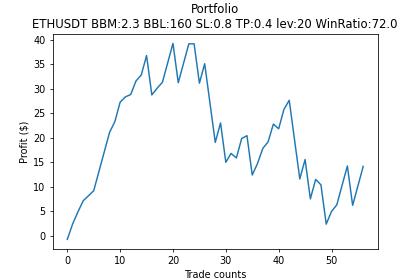 Portfolio
ETHUSDT BBM:2.3 BBL:160 SL:0.8 TP:0.4 lev:20 WinRatio:72.0
Profit ($)
40
35
30
25
20
15
10
5
0
0 10 20 30 40 50
Trade counts